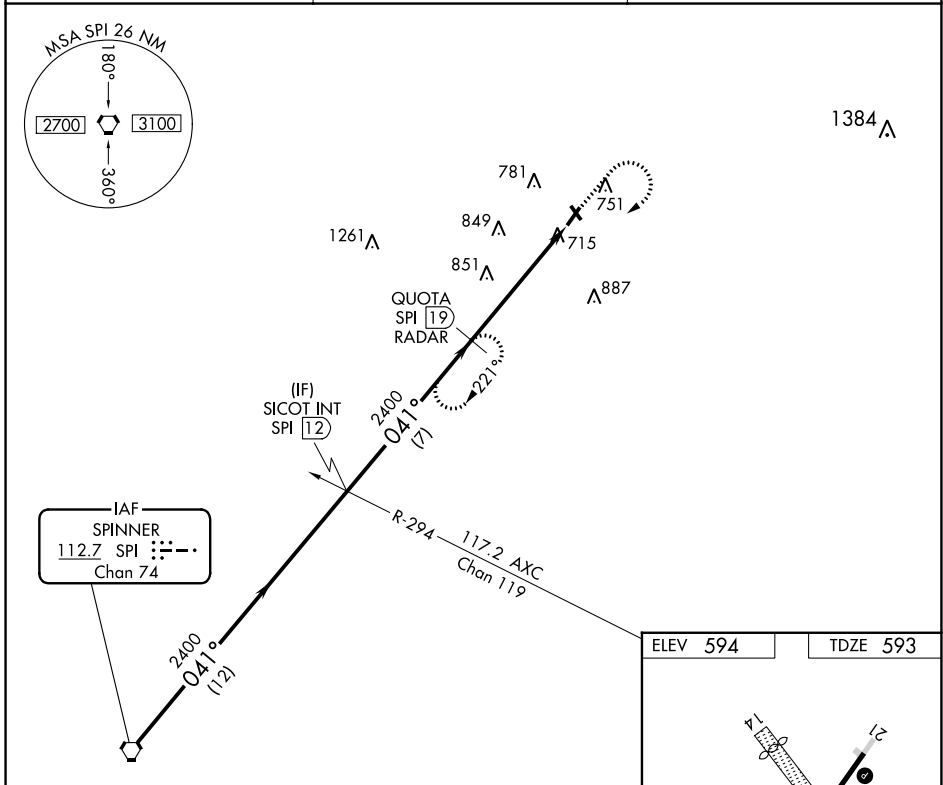 MSA SPI 26 NM
180°
2700
3100
360°
1384
781
751
849
1261
715
851
887
QUOTA
SPI 19
RADAR
221°
(IF)
SICOT INT
SPI 12
2400
041°
(7)
R-294
117.2 AXC
Chan 119
IAF
SPINNER
112.7 SPI
Chan 74
2400
041°
(12)
ELEV 594
TDZE 593
14
21
P